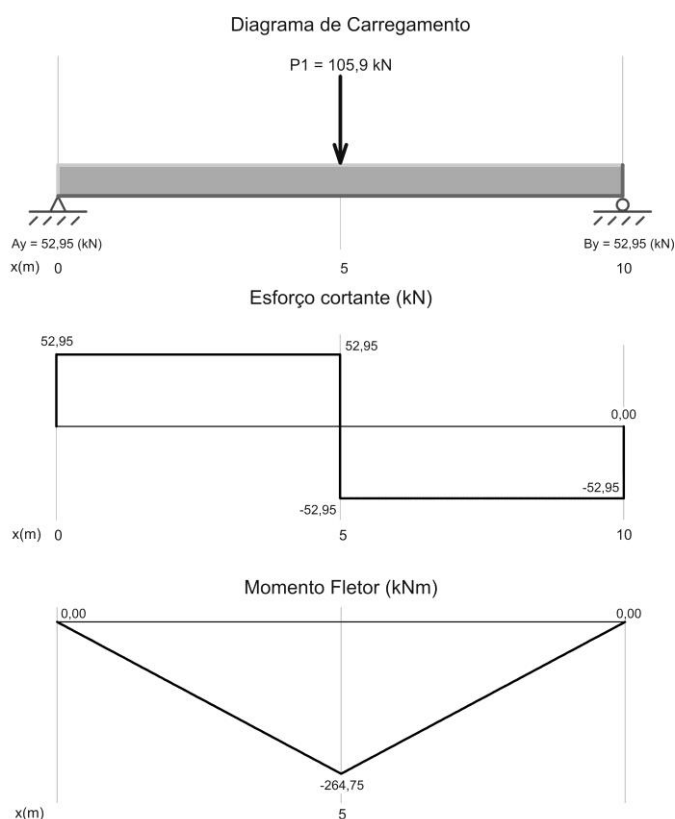 Diagrama de Carregamento
P1 = 105,9 kN
Ay = 52,95 (kN)
By = 52,95 (kN)
x(m) 0 5 10
Esforço cortante (kN)
52,95
52,95
0,00
-52,95
-52,95
x(m) 0 5 10
Momento Fletor (kNm)
0,00
0,00
-264,75
x(m) 5